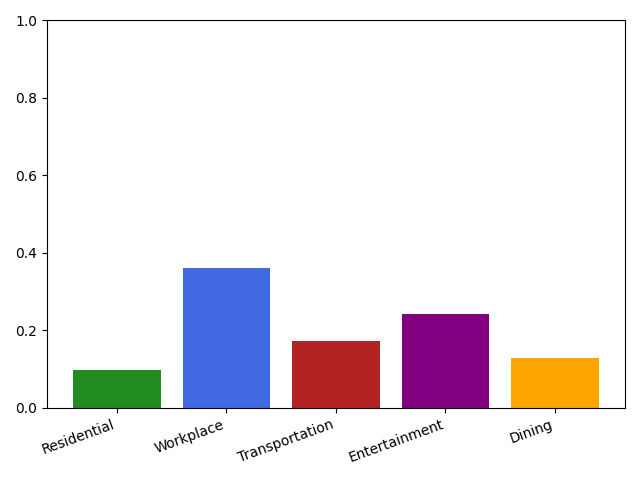 1.0
0.8
0.6
0.4
0.2
0.0
Residential
Workplace
Transportation
Entertainment
Dining